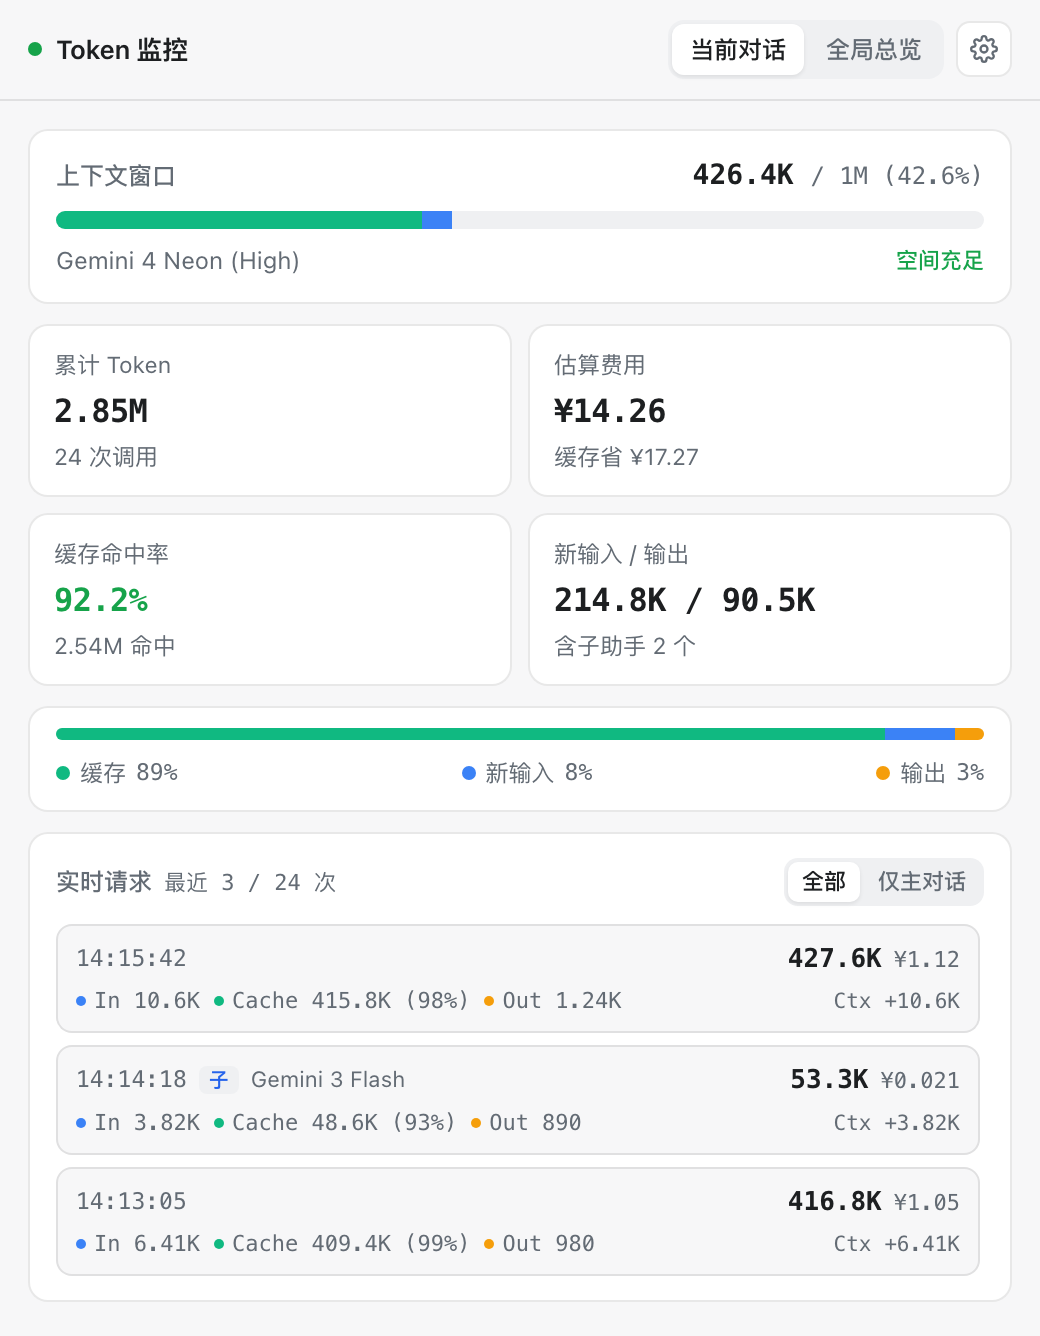 Token 监控
当前对话 全局总览
上下文窗口 426.4K / 1M (42.6%)
Gemini 4 Neon (High) 空间充足
累计 Token
2.85M
24 次调用
估算费用
¥14.26
缓存省 ¥17.27
缓存命中率
92.2%
2.54M 命中
新输入 / 输出
214.8K / 90.5K
含子助手 2 个
缓存 89% 新输入 8% 输出 3%
实时请求 最近 3 / 24 次 全部 仅主对话
14:15:42 427.6K ¥1.12
In 10.6K Cache 415.8K (98%) Out 1.24K Ctx +10.6K
14:14:18 子 Gemini 3 Flash 53.3K ¥0.021
In 3.82K Cache 48.6K (93%) Out 890 Ctx +3.82K
14:13:05 416.8K ¥1.05
In 6.41K Cache 409.4K (99%) Out 980 Ctx +6.41K